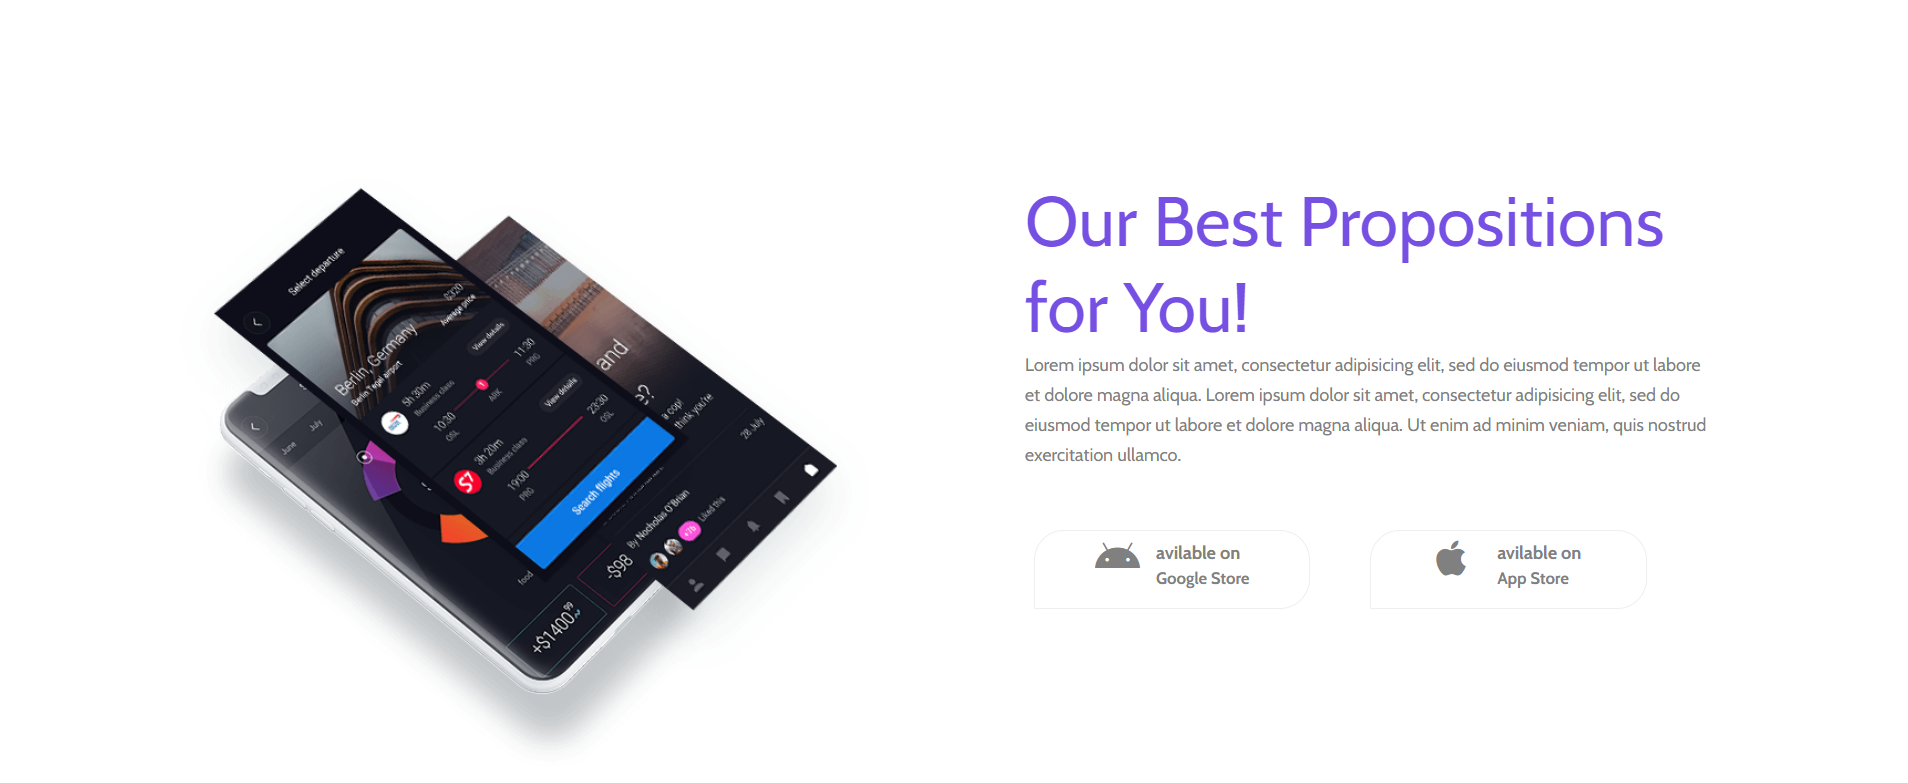 Select departure
$320
Average price
Berlin, Germany
Berlin Tegel airport
View details
5h 30m
Business class
10:30
OSL
1
ARK
11:30
PRG
View details
3h 20m
Business class
19:00
PRG
23:30
OSL
S7
Search flights
and
e?
a cop!
think you're
28 July
By Nocholas O'Brian
+76
Liked this
June
July
food
-$98
+$1400
99
Our Best Propositions
for You!
Lorem ipsum dolor sit amet, consectetur adipisicing elit, sed do eiusmod tempor ut labore
et dolore magna aliqua. Lorem ipsum dolor sit amet, consectetur adipisicing elit, sed do
eiusmod tempor ut labore et dolore magna aliqua. Ut enim ad minim veniam, quis nostrud
exercitation ullamco.
avilable on
Google Store
avilable on
App Store